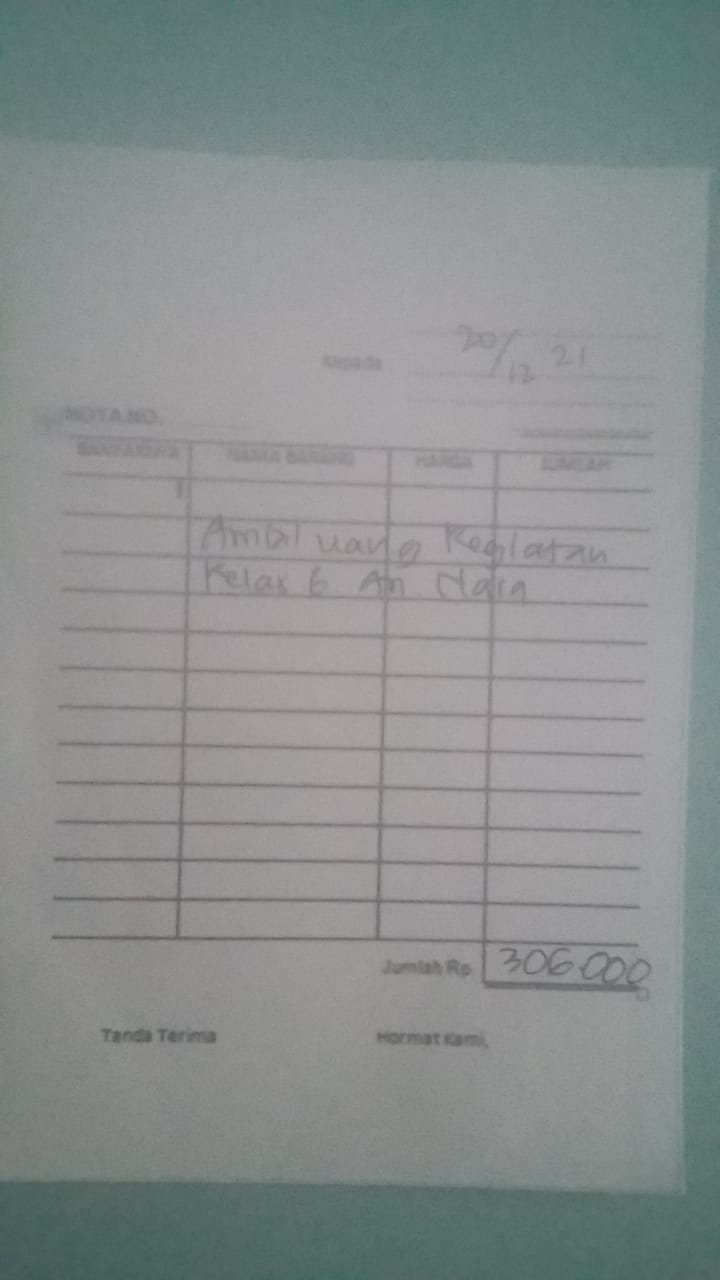 20/12 21
Kepada
NOTA NO.
BANYAKNYA NAMA BARANG HARGA JUMLAH
Ambil uang Kegiatan
Kelas 6 An. Nara
Jumlah Rp 306.000
Tanda Terima Hormat Kami,